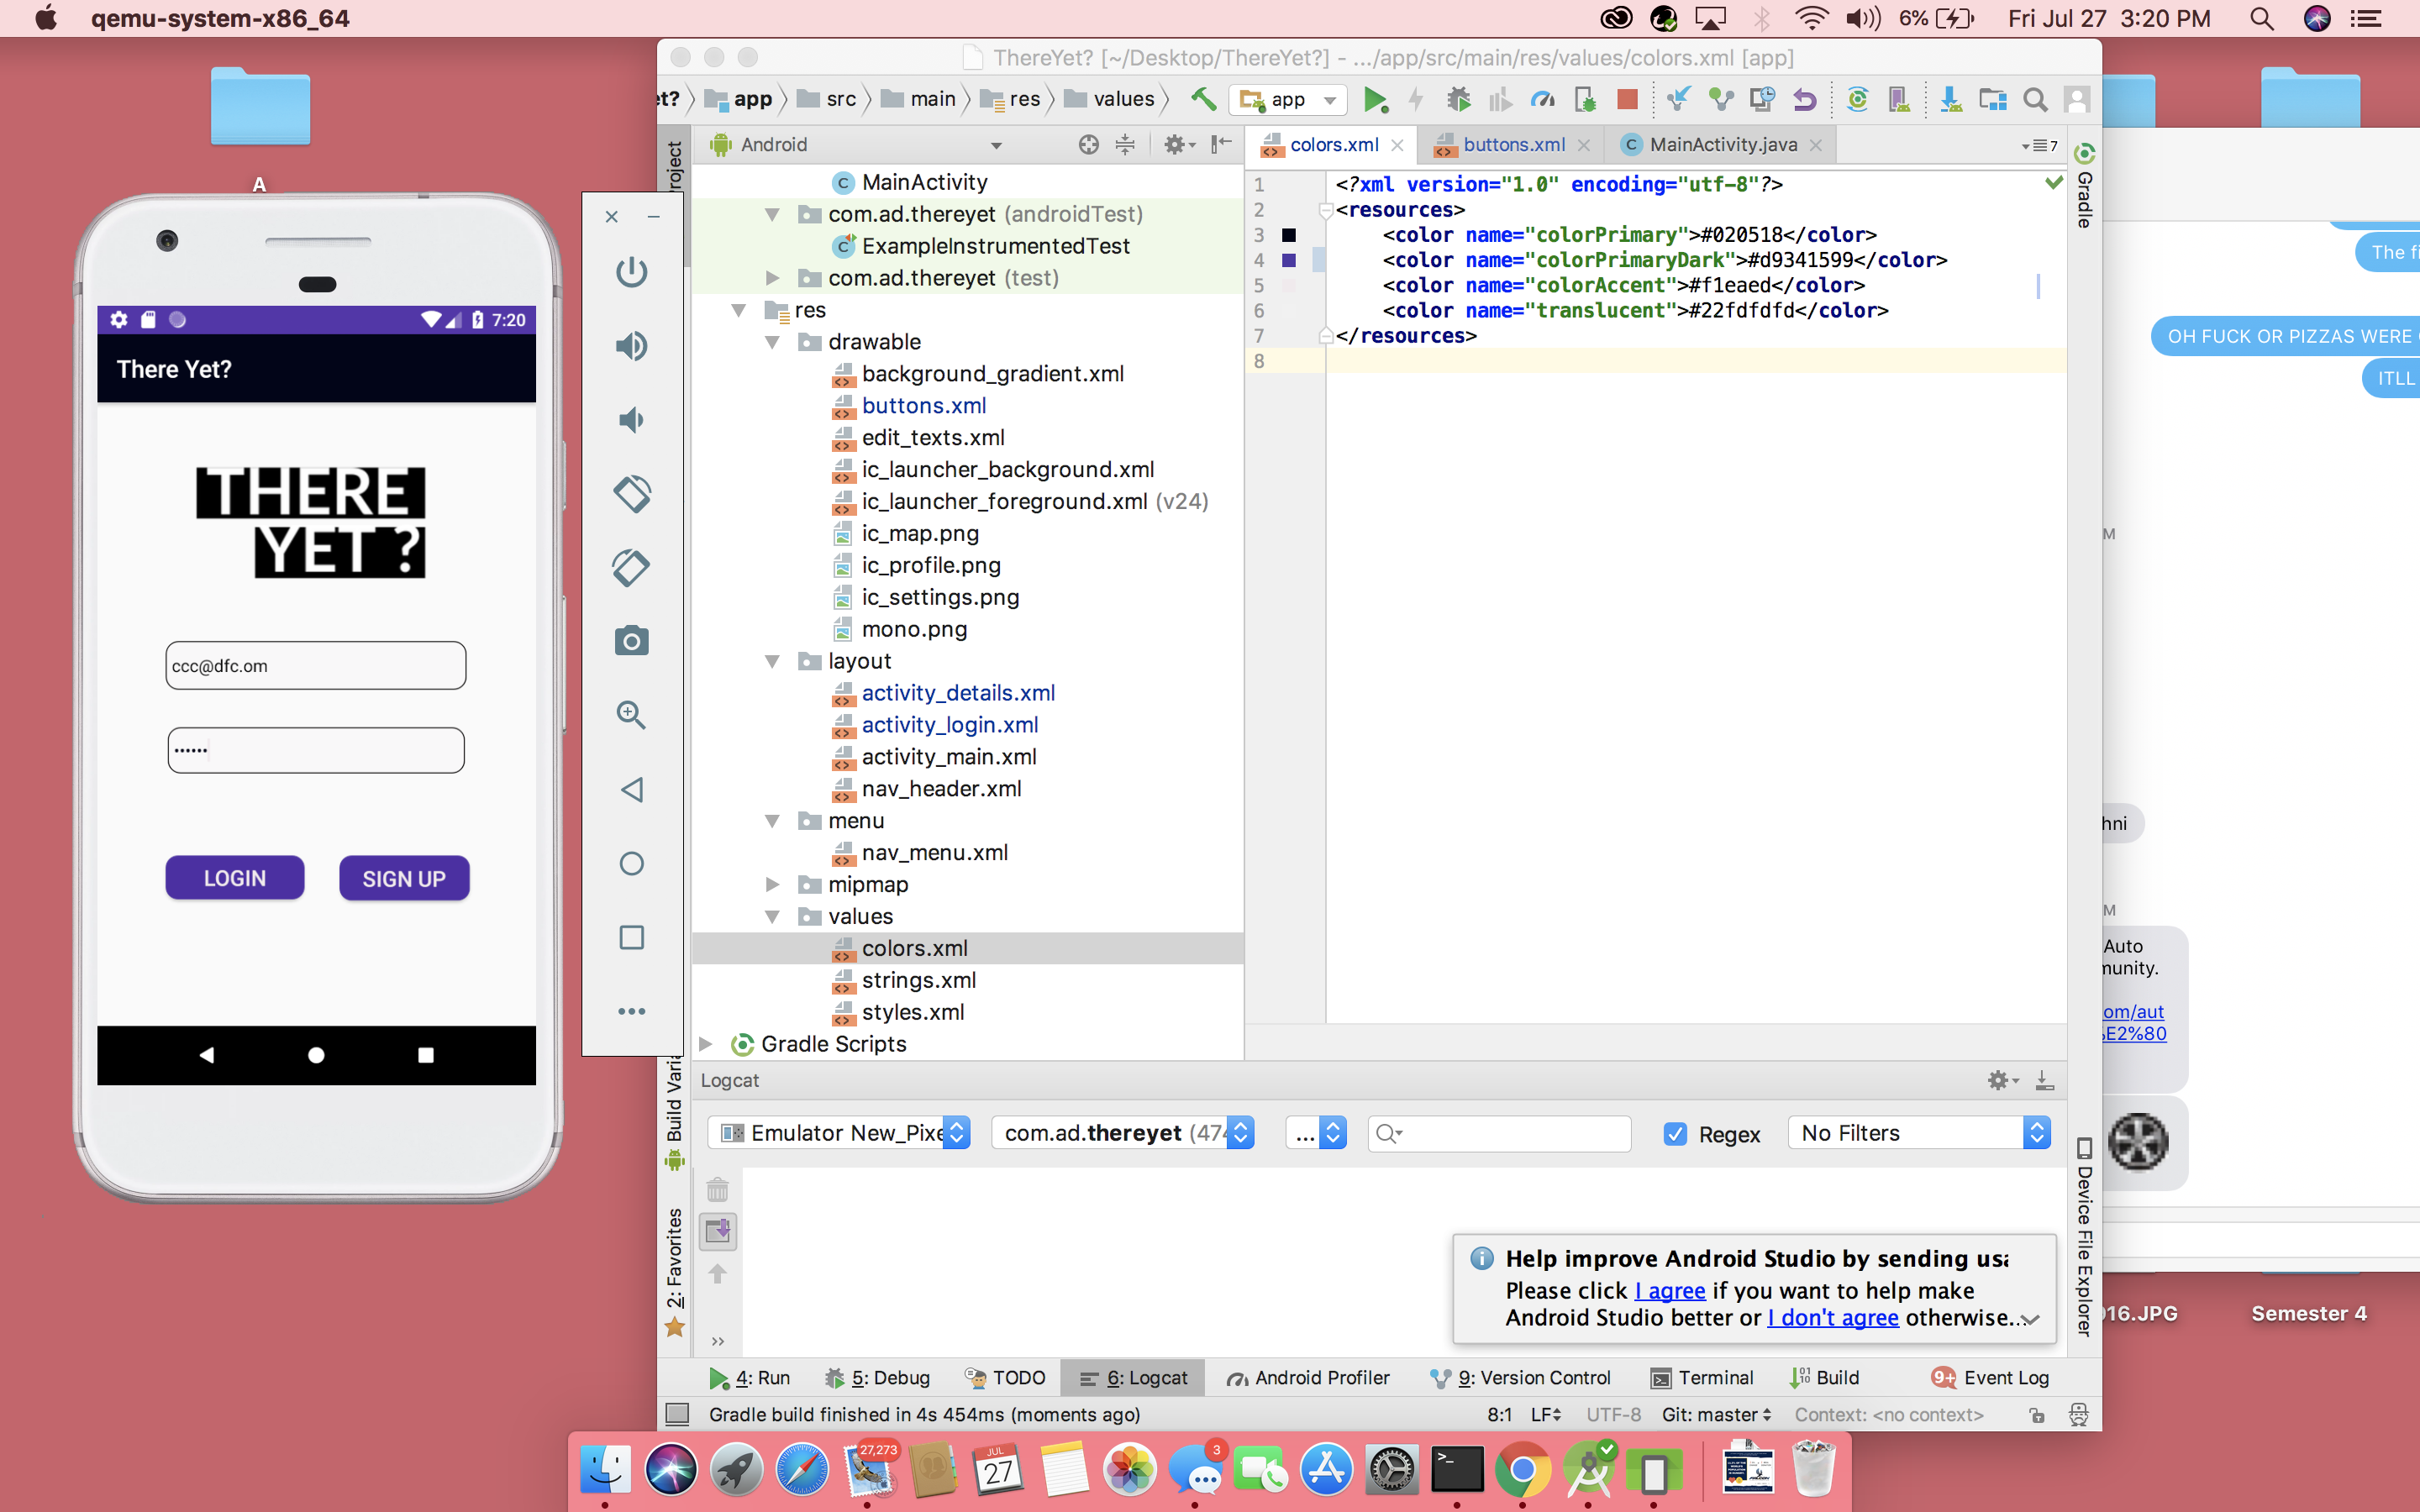 qemu-system-x86_64
6%
Fri Jul 27 3:20 PM
A
ThereYet? [~/Desktop/ThereYet?] - .../app/src/main/res/values/colors.xml [app]
et? app src main res values
app
Android
colors.xml
buttons.xml
MainActivity.java
7
Gradle
MainActivity
com.ad.thereyet (androidTest)
ExampleInstrumentedTest
com.ad.thereyet (test)
res
drawable
background_gradient.xml
buttons.xml
edit_texts.xml
ic_launcher_background.xml
ic_launcher_foreground.xml (v24)
ic_map.png
ic_profile.png
ic_settings.png
mono.png
layout
activity_details.xml
activity_login.xml
activity_main.xml
nav_header.xml
menu
nav_menu.xml
mipmap
values
colors.xml
strings.xml
styles.xml
Gradle Scripts
1 <?xml version="1.0" encoding="utf-8"?>
2 <resources>
3 <color name="colorPrimary">#020518</color>
4 <color name="colorPrimaryDark">#d9341599</color>
5 <color name="colorAccent">#f1eaed</color>
6 <color name="translucent">#22fdfdfd</color>
7 </resources>
8
7:20
There Yet?
THERE
YET ?
ccc@dfc.om
••••••
LOGIN
SIGN UP
Logcat
Emulator New_Pixe
com.ad.thereyet (474
...
Regex
No Filters
Build Varia
2: Favorites
Device File Explorer
Help improve Android Studio by sending usa
Please click I agree if you want to help make
Android Studio better or I don't agree otherwise...
4: Run
5: Debug
TODO
6: Logcat
Android Profiler
9: Version Control
Terminal
Build
9+
Event Log
Gradle build finished in 4s 454ms (moments ago)
8:1
LF
UTF-8
Git: master
Context: <no context>
The fi
OH FUCK OR PIZZAS WERE
ITLL
M
hni
M
Auto
munity.
om/aut
E2%80
16.JPG
Semester 4
27,273
JUL
27
3